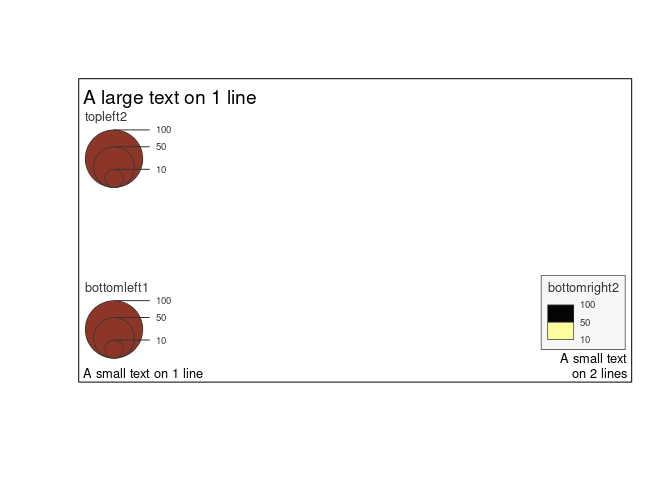 A large text on 1 line
topleft2
100
50
10
bottomleft1
100
50
10
A small text on 1 line
bottomright2
100
50
10
A small text
on 2 lines